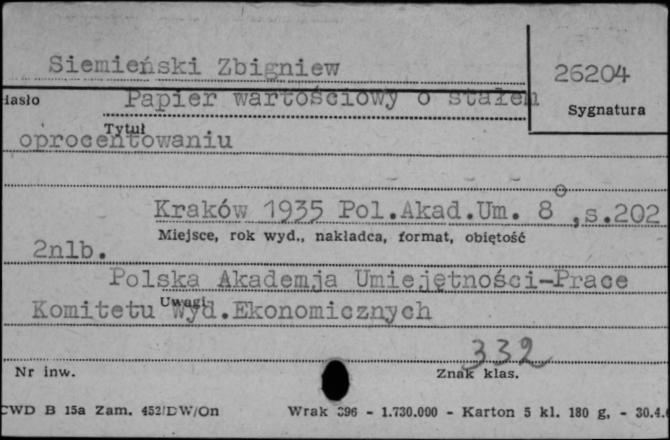 Siemieński Zbigniew
26204
Hasło
Papier wartościowy o stałem
Sygnatura
Tytuł
oprocentowaniu
Kraków 1935 Pol.Akad.Um. 8°,s.202
Miejsce, rok wyd., nakładca, format, objętość
2nlb.
Polska Akademja Umiejętności-Prace
Uwagi
Komitetu Wyd.Ekonomicznych
332
Nr inw.
Znak klas.
CWD B 15a Zam. 452/DW/On Wrak 396 - 1.730.000 - Karton 5 kl. 180 g, - 30.4.